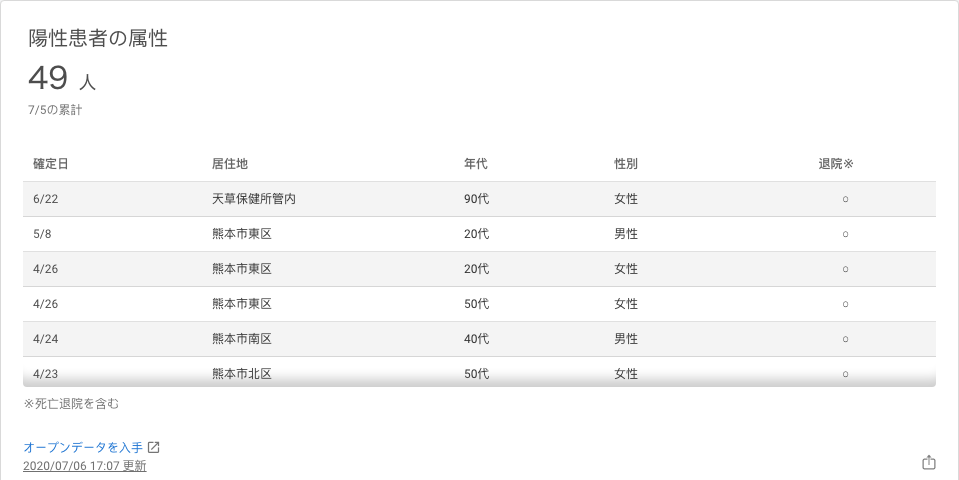 陽性患者の属性
49 人
7/5の累計
確定日 居住地 年代 性別 退院※
6/22 天草保健所管内 90代 女性 ○
5/8 熊本市東区 20代 男性 ○
4/26 熊本市東区 20代 女性 ○
4/26 熊本市東区 50代 女性 ○
4/24 熊本市南区 40代 男性 ○
4/23 熊本市北区 50代 女性 ○
※死亡退院を含む
オープンデータを入手
2020/07/06 17:07 更新